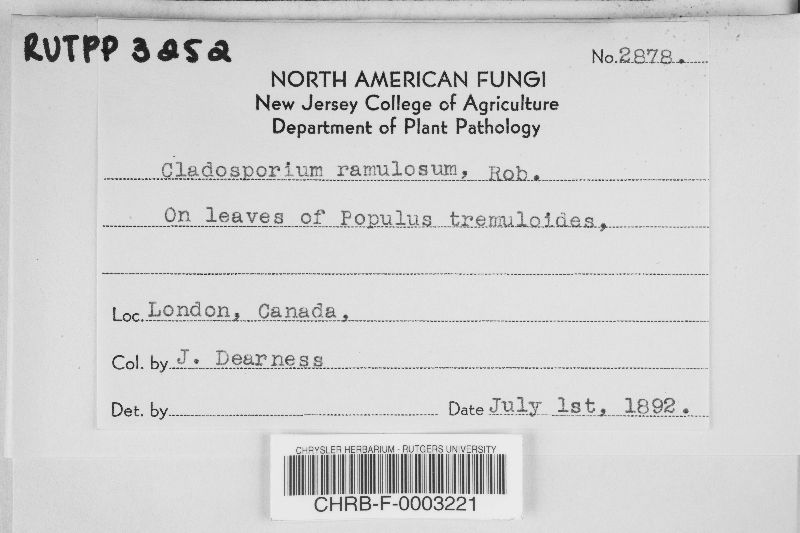 RUTPP 3252
No. 2878.
NORTH AMERICAN FUNGI
New Jersey College of Agriculture
Department of Plant Pathology
Cladosporium ramulosum, Rob.
On leaves of Populus tremuloides,
Loc. London, Canada,
Col. by J. Dearness
Det. by
Date July 1st, 1892.
CHRYSLER HERBARIUM - RUTGERS UNIVERSITY
CHRB-F-0003221